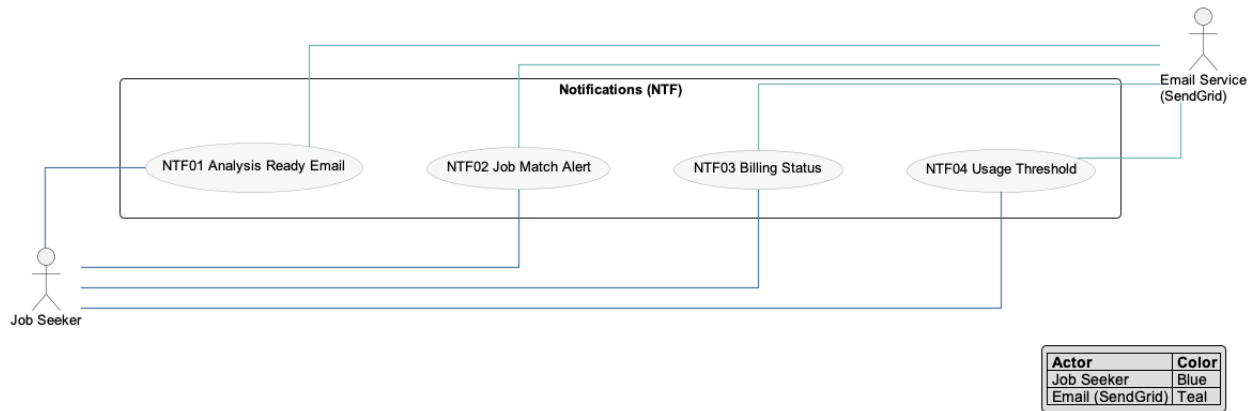 Email Service
(SendGrid)
Notifications (NTF)
NTF01 Analysis Ready Email
NTF02 Job Match Alert
NTF03 Billing Status
NTF04 Usage Threshold
Job Seeker
Actor Color
Job Seeker Blue
Email (SendGrid) Teal